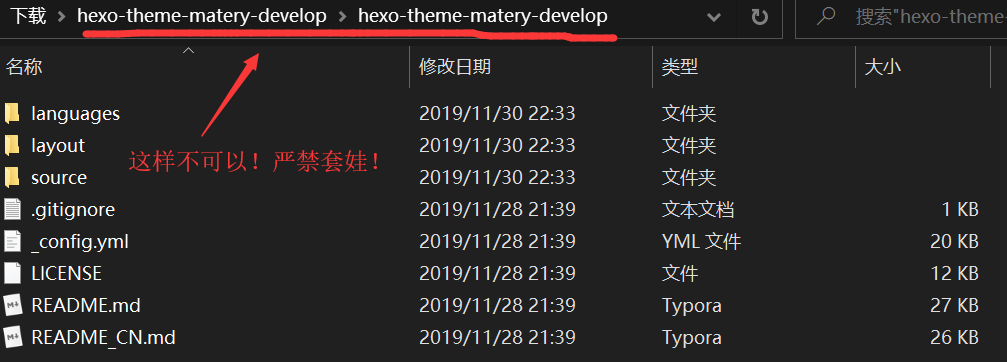 下载 > hexo-theme-matery-develop > hexo-theme-matery-develop 搜索"hexo-theme-
名称 修改日期 类型 大小
languages 2019/11/30 22:33 文件夹
layout 2019/11/30 22:33 文件夹
这样不可以！严禁套娃！
source 2019/11/30 22:33 文件夹
.gitignore 2019/11/28 21:39 文本文档 1 KB
_config.yml 2019/11/28 21:39 YML 文件 20 KB
LICENSE 2019/11/28 21:39 文件 12 KB
README.md 2019/11/28 21:39 Typora 27 KB
README_CN.md 2019/11/28 21:39 Typora 26 KB